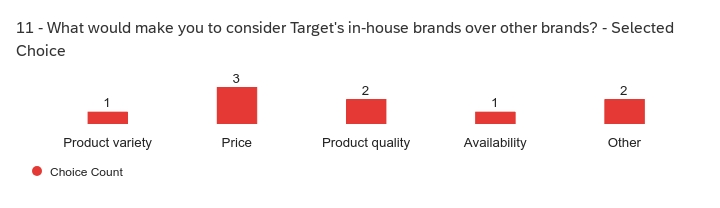 11 - What would make you to consider Target's in-house brands over other brands? - Selected
Choice
1
3
2
1
2
Product variety
Price
Product quality
Availability
Other
Choice Count